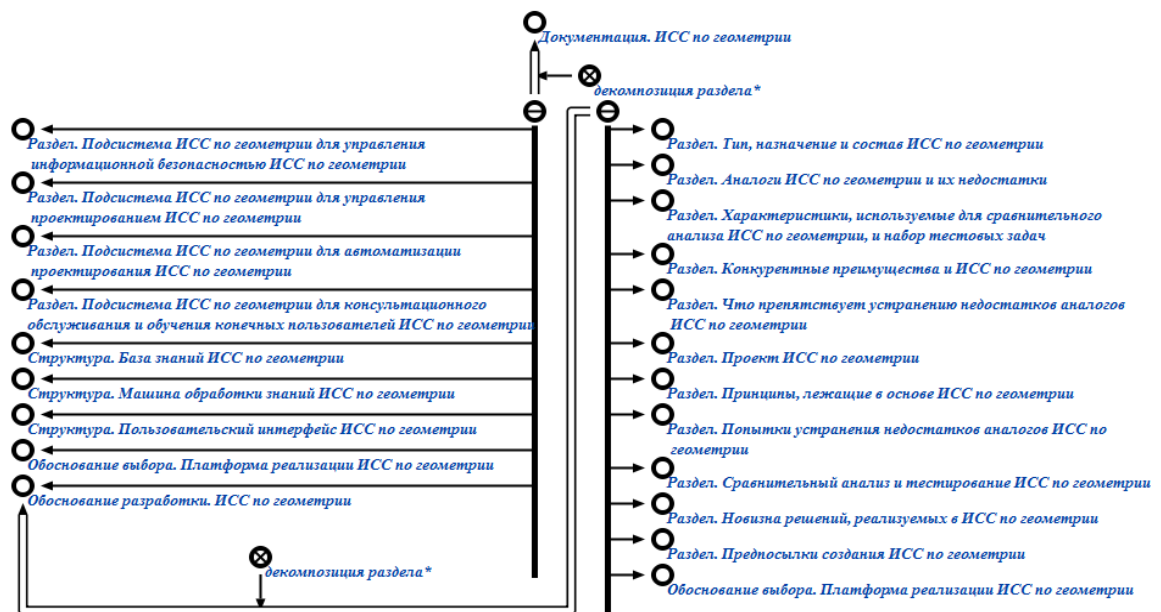 Документация. ИСС по геометрии
декомпозиция раздела*
Раздел. Подсистема ИСС по геометрии для управления
информационной безопасностью ИСС по геометрии
Раздел. Подсистема ИСС по геометрии для управления
проектированием ИСС по геометрии
Раздел. Подсистема ИСС по геометрии для автоматизации
проектирования ИСС по геометрии
Раздел. Подсистема ИСС по геометрии для консультационного
обслуживания и обучения конечных пользователей ИСС по геометрии
Структура. База знаний ИСС по геометрии
Структура. Машина обработки знаний ИСС по геометрии
Структура. Пользовательский интерфейс ИСС по геометрии
Обоснование выбора. Платформа реализации ИСС по геометрии
Обоснование разработки. ИСС по геометрии
декомпозиция раздела*
Раздел. Тип, назначение и состав ИСС по геометрии
Раздел. Аналоги ИСС по геометрии и их недостатки
Раздел. Характеристики, используемые для сравнительного
анализа ИСС по геометрии, и набор тестовых задач
Раздел. Конкурентные преимущества и ИСС по геометрии
Раздел. Что препятствует устранению недостатков аналогов
ИСС по геометрии
Раздел. Проект ИСС по геометрии
Раздел. Принципы, лежащие в основе ИСС по геометрии
Раздел. Попытки устранения недостатков аналогов ИСС по
геометрии
Раздел. Сравнительный анализ и тестирование ИСС по геометрии
Раздел. Новизна решений, реализуемых в ИСС по геометрии
Раздел. Предпосылки создания ИСС по геометрии
Обоснование выбора. Платформа реализации ИСС по геометрии